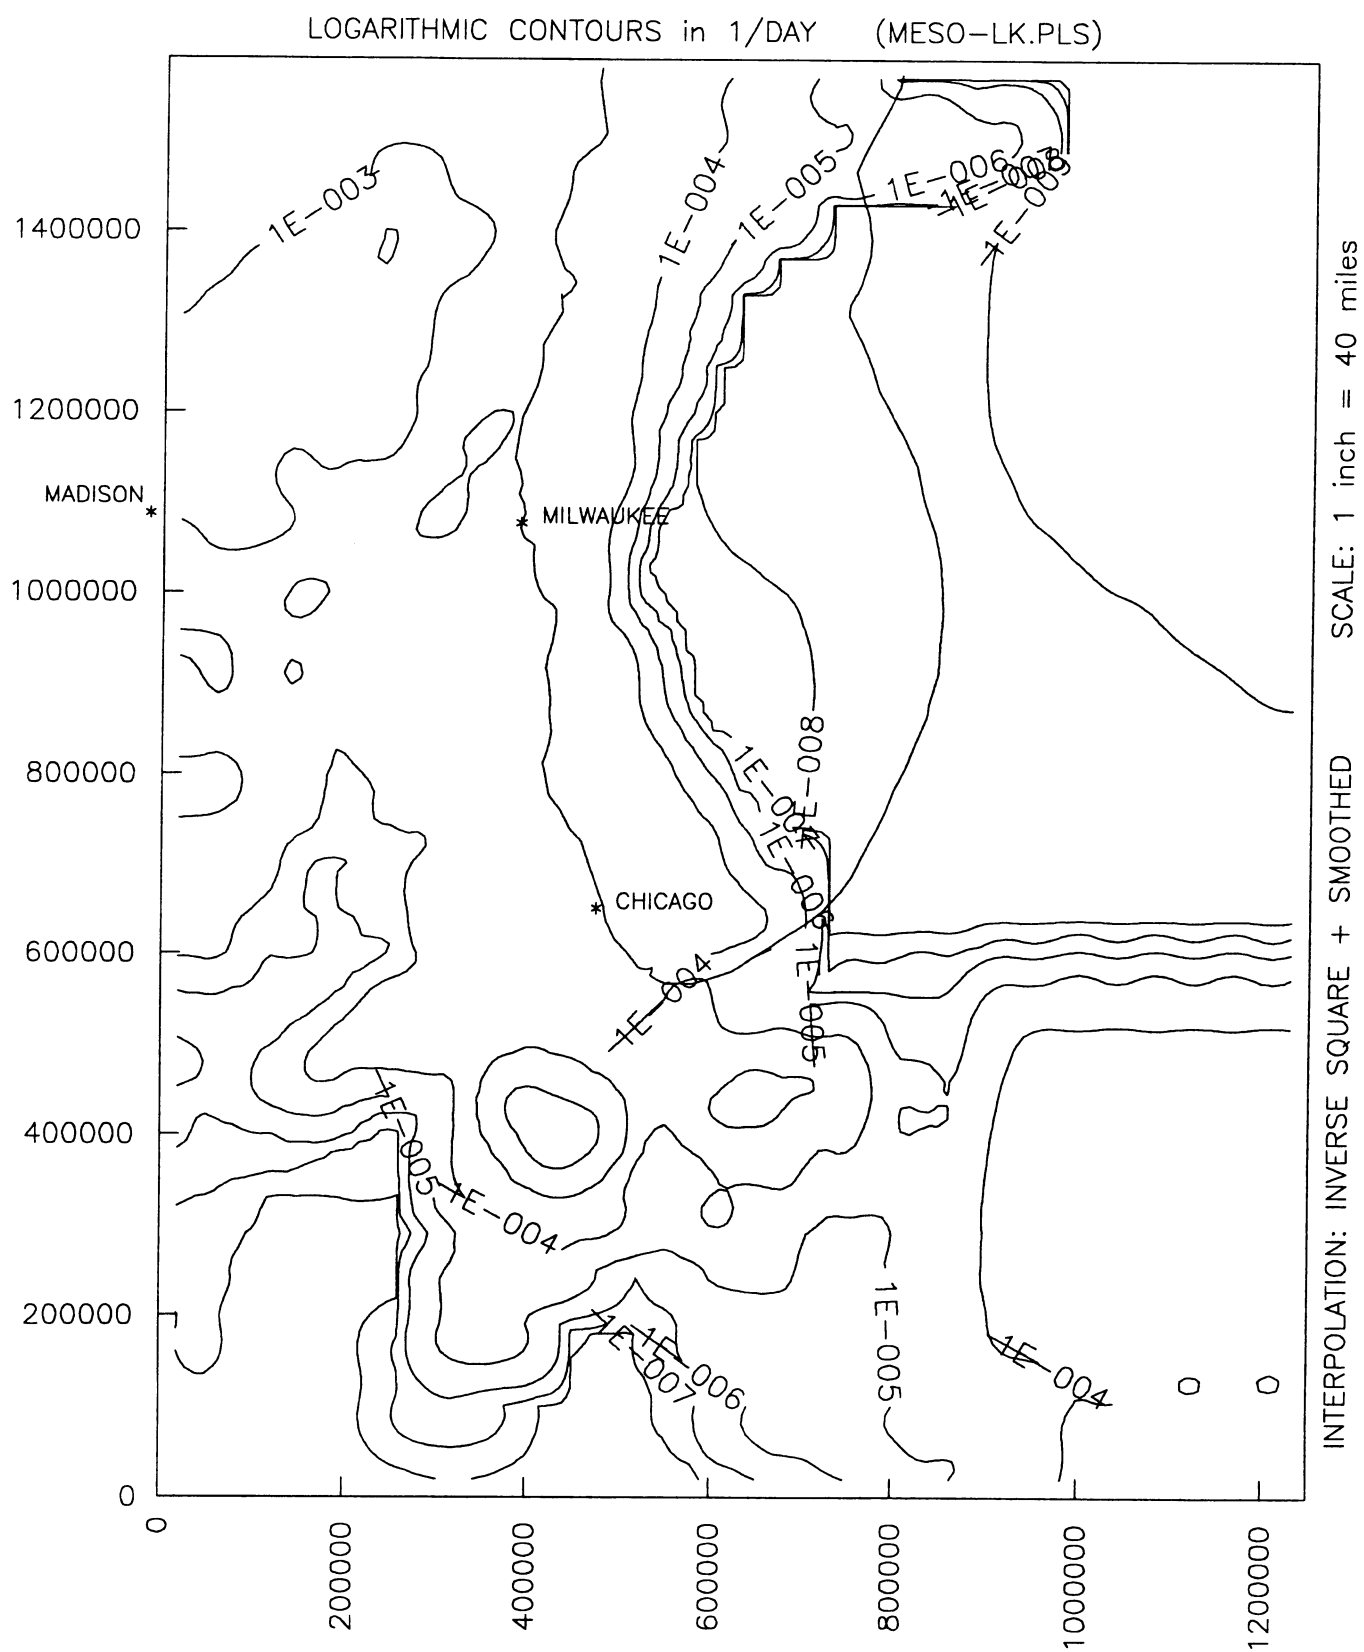 LOGARITHMIC CONTOURS in 1/DAY (MESO-LK.PLS)
1E-003
1E-004
1E-005
1E-006
1E-009
1400000
1200000
MADISON
* MILWAUKEE
1000000
1E-008
800000
1E-007
1E-006
* CHICAGO
600000
1E-004
1E-005
400000
1E-005
1E-004
200000
1E-005
1E-006
1E-007
1E-004
0
0
200000
400000
600000
800000
1000000
1200000
INTERPOLATION: INVERSE SQUARE + SMOOTHED SCALE: 1 inch = 40 miles